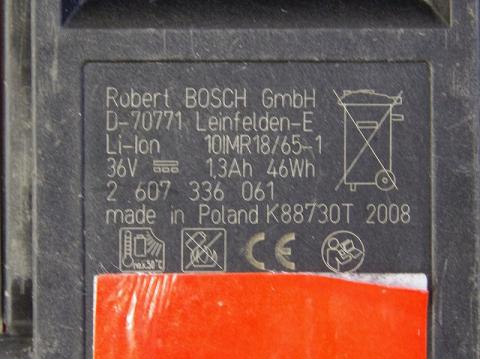 Robert BOSCH GmbH
D-70771 Leinfelden-E
Li-Ion 10IMR18/65-1
36V 1,3Ah 46Wh
2 607 336 061
made in Poland K88730T 2008
max.50°C
CE